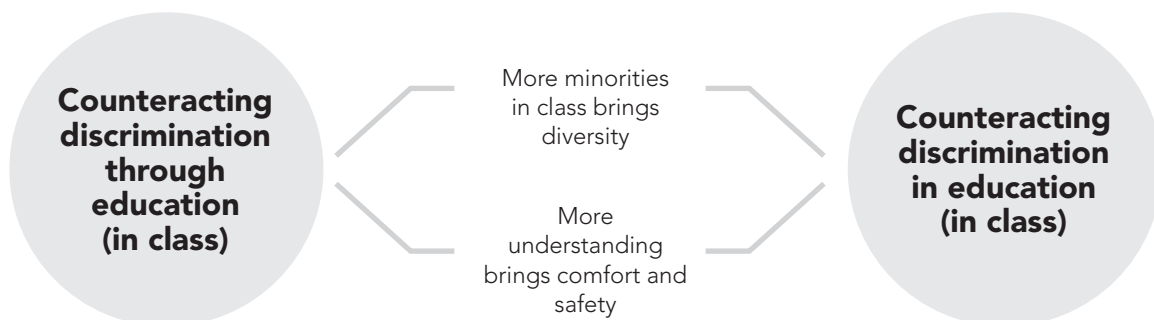 Counteracting
discrimination
through
education
(in class)
More minorities
in class brings
diversity
More
understanding
brings comfort and
safety
Counteracting
discrimination
in education
(in class)